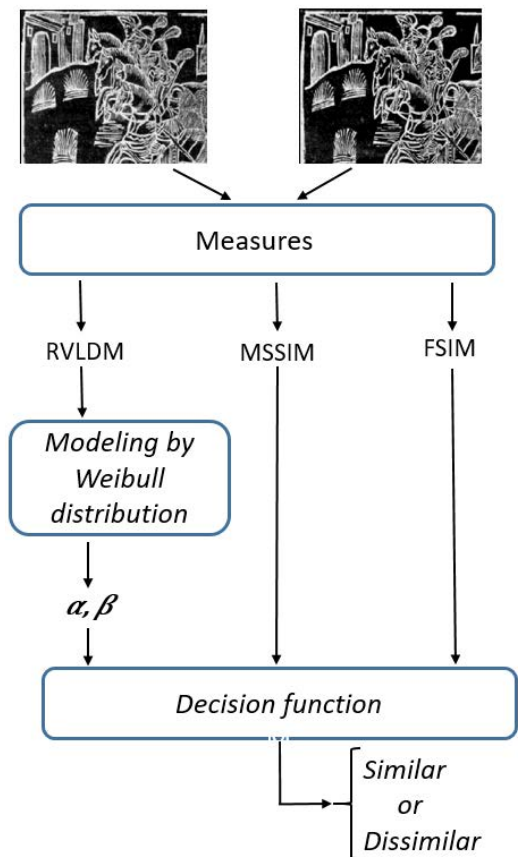 Measures
RVLDM
MSSIM
FSIM
Modeling by
Weibull
distribution
α, β
Decision function
Similar
or
Dissimilar